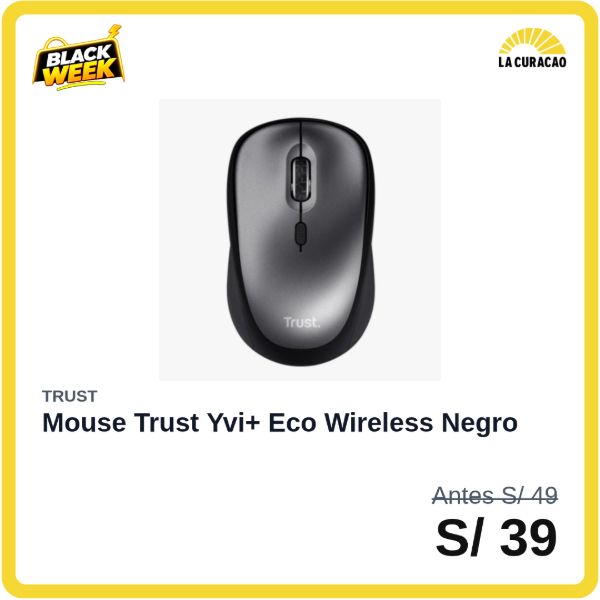 BLACK
WEEK
LA CURACAO
Trust.
TRUST
Mouse Trust Yvi+ Eco Wireless Negro
Antes S/ 49
S/ 39